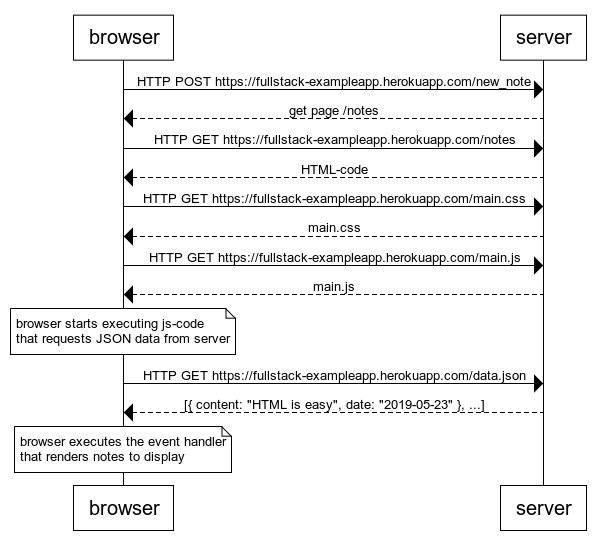 browser
server
HTTP POST https://fullstack-exampleapp.herokuapp.com/new_note
get page /notes
HTTP GET https://fullstack-exampleapp.herokuapp.com/notes
HTML-code
HTTP GET https://fullstack-exampleapp.herokuapp.com/main.css
main.css
HTTP GET https://fullstack-exampleapp.herokuapp.com/main.js
main.js
browser starts executing js-code
that requests JSON data from server
HTTP GET https://fullstack-exampleapp.herokuapp.com/data.json
[{ content: "HTML is easy", date: "2019-05-23" }, ...]
browser executes the event handler
that renders notes to display
browser
server